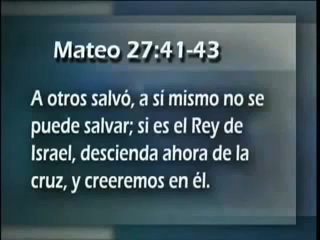 Mateo 27:41-43
A otros salvó, a sí mismo no se
puede salvar; si es el Rey de
Israel, descienda ahora de la
cruz, y creeremos en él.